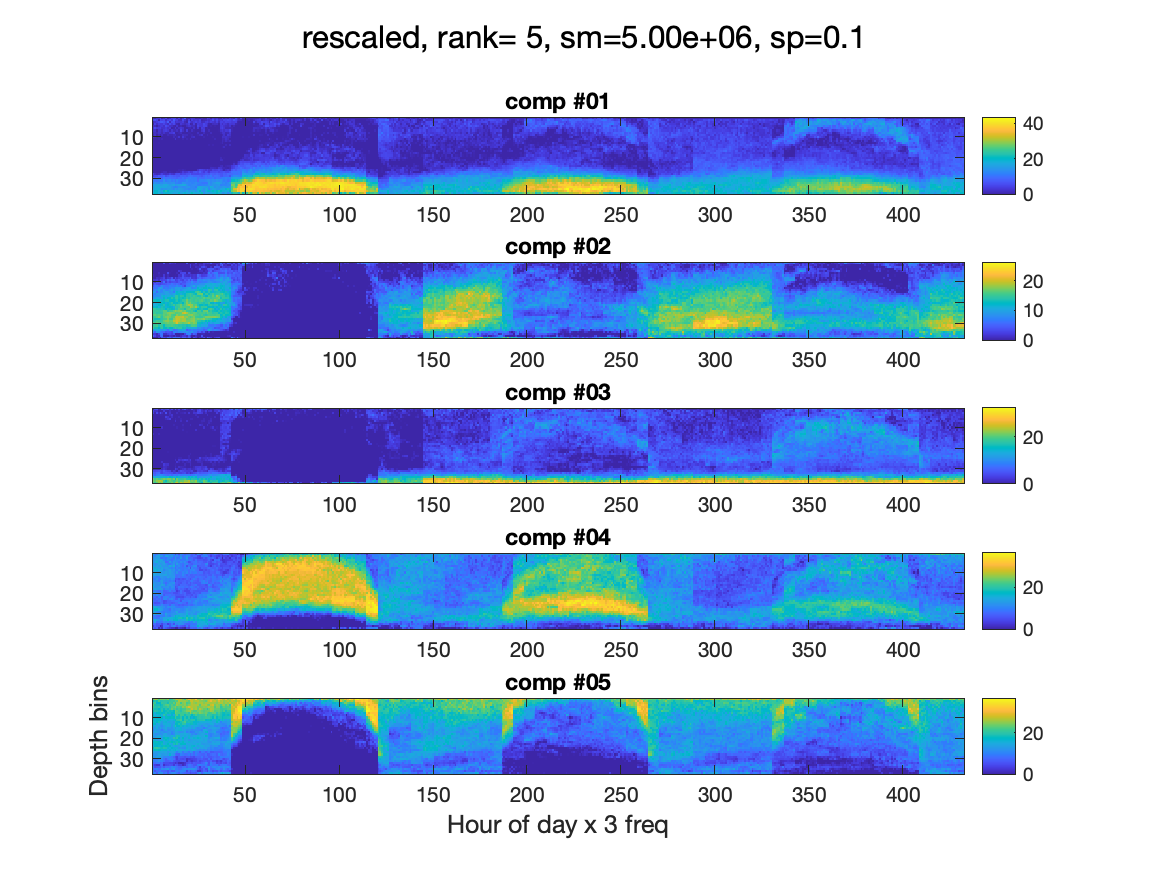 rescaled, rank= 5, sm=5.00e+06, sp=0.1
comp #01
10
20
30
50 100 150 200 250 300 350 400
40
20
0
comp #02
10
20
30
50 100 150 200 250 300 350 400
20
10
0
comp #03
10
20
30
50 100 150 200 250 300 350 400
20
0
comp #04
10
20
30
50 100 150 200 250 300 350 400
20
0
comp #05
Depth bins
10
20
30
50 100 150 200 250 300 350 400
20
0
Hour of day x 3 freq